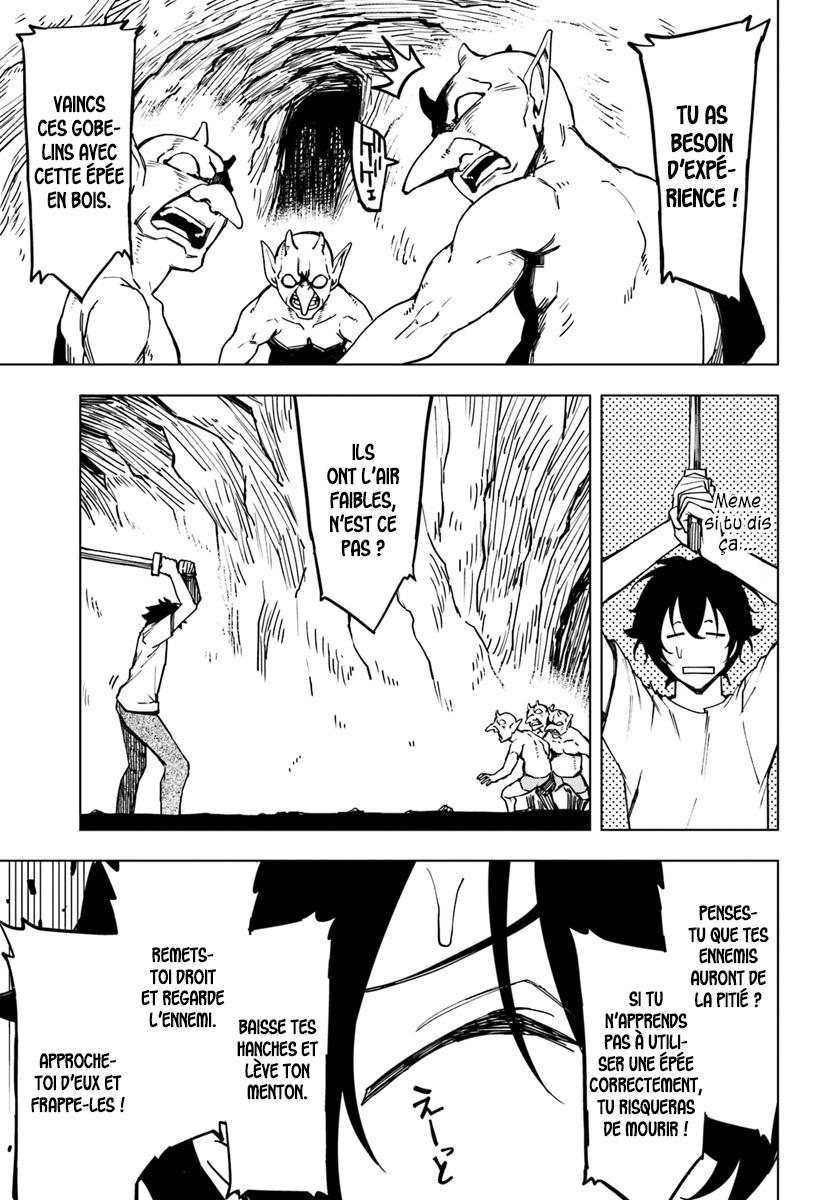 TU AS
BESOIN
D'EXPÉ-
RIENCE !
VAINCS
CES GOBE-
LINS AVEC
CETTE ÉPÉE
EN BOIS.
Même
si tu dis
ça ...
ILS
ONT L'AIR
FAIBLES,
N'EST CE
PAS ?
PENSES-
TU QUE TES
ENNEMIS
AURONT DE
LA PITIÉ ?
SI TU
N'APPRENDS
PAS À UTILI-
SER UNE ÉPÉE
CORRECTEMENT,
TU RISQUERAS
DE MOURIR !
えーっと
BAISSE TES
HANCHES ET
LÈVE TON
MENTON.
REMETS-
TOI DROIT
ET REGARDE
L'ENNEMI.
APPROCHE-
TOI D'EUX ET
FRAPPE-LES !